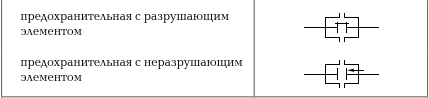 предохранительная с разрушающим
элементом
предохранительная с неразрушающим
элементом